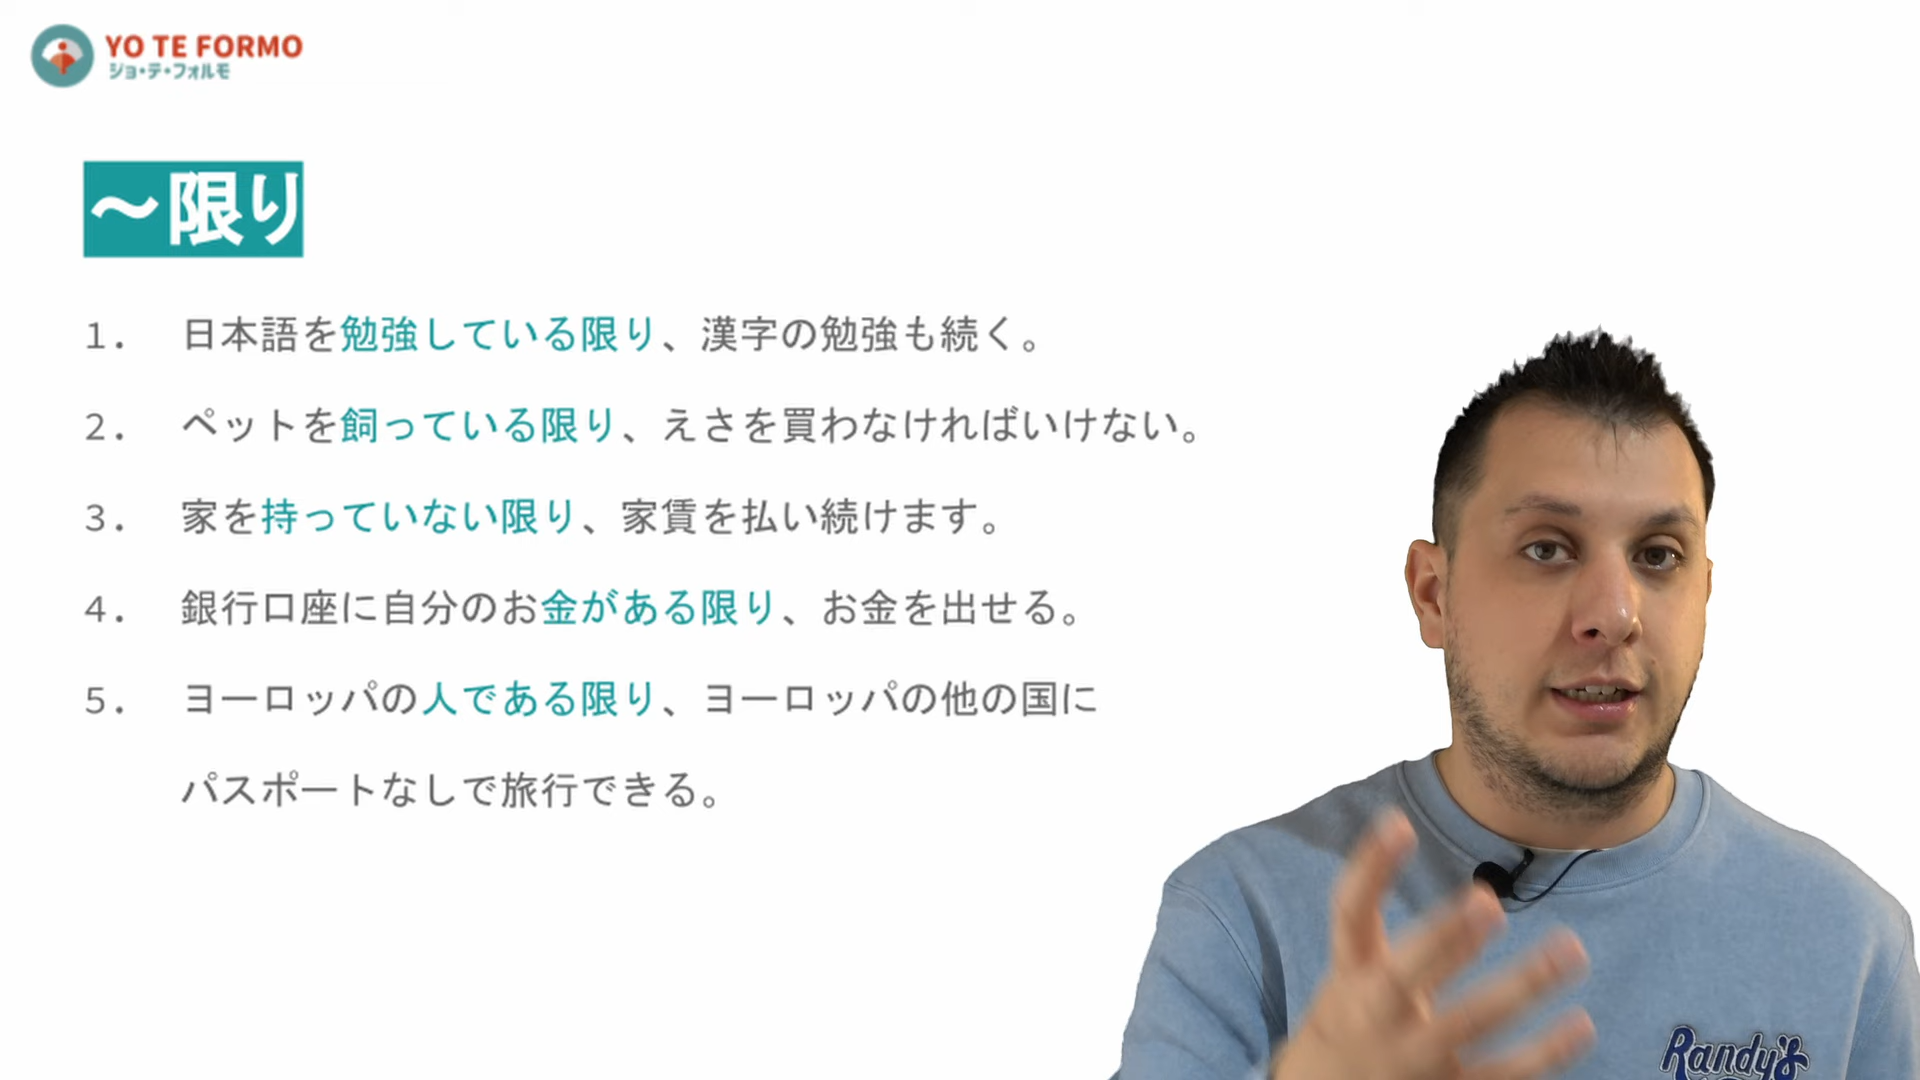 YO TE FORMO
ジョ・テ・フォルモ
～限り
1. 日本語を勉強している限り、漢字の勉強も続く。
2. ペットを飼っている限り、えさを買わなければいけない。
3. 家を持っていない限り、家賃を払い続けます。
4. 銀行口座に自分のお金がある限り、お金を出せる。
5. ヨーロッパの人である限り、ヨーロッパの他の国に
パスポートなしで旅行できる。
Randy's